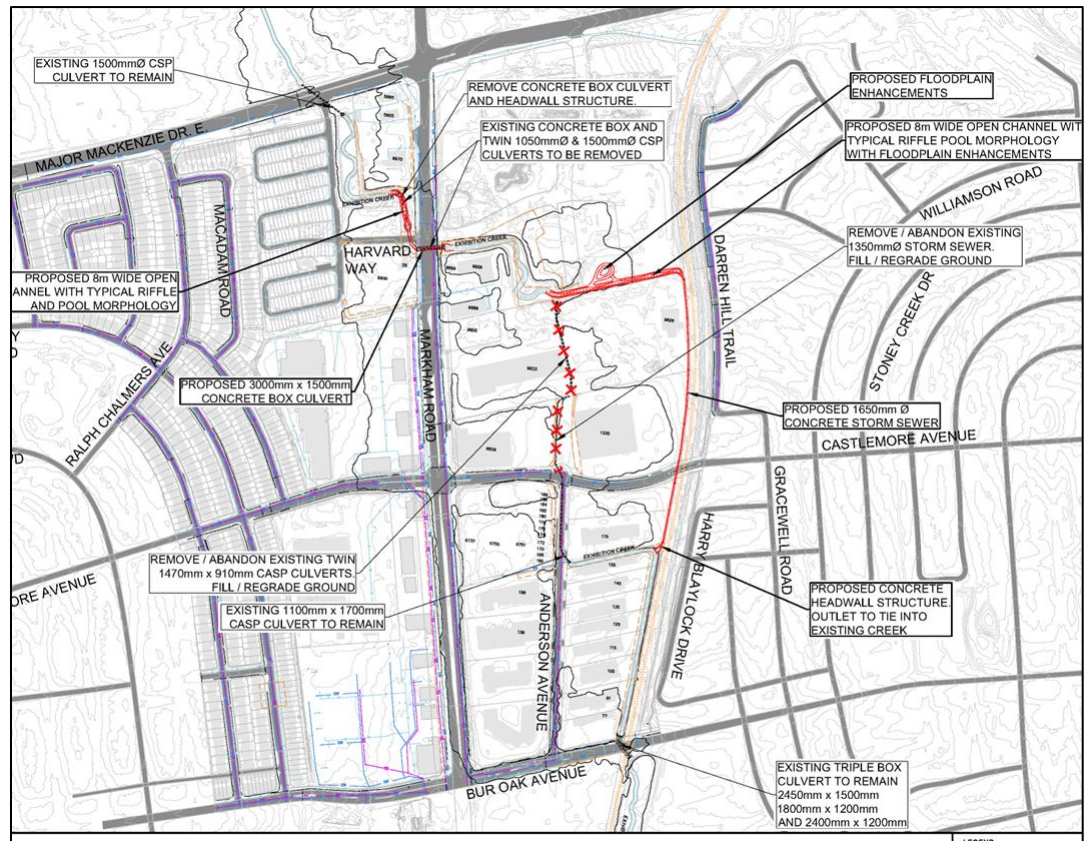 EXISTING 1500mmØ CSP
CULVERT TO REMAIN
REMOVE CONCRETE BOX CULVERT
AND HEADWALL STRUCTURE.
PROPOSED FLOODPLAIN
ENHANCEMENTS
EXISTING CONCRETE BOX AND
TWIN 1050mmØ & 1500mmØ CSP
CULVERTS TO BE REMOVED
PROPOSED 8m WIDE OPEN CHANNEL WIT
TYPICAL RIFFLE POOL MORPHOLOGY
WITH FLOODPLAIN ENHANCEMENTS
MAJOR MACKENZIE DR. E.
WILLIAMSON ROAD
MACADAM ROAD
EXHIBITION CREEK
EXHIBITION CREEK
HARVARD
WAY
REMOVE / ABANDON EXISTING
1350mmØ STORM SEWER.
FILL / REGRADE GROUND
DARREN HILL TRAIL
STONEY CREEK DR
PROPOSED 8m WIDE OPEN
ANNEL WITH TYPICAL RIFFLE
AND POOL MORPHOLOGY
MARKHAM ROAD
RALPH CHALMERS AVE
PROPOSED 3000mm x 1500mm
CONCRETE BOX CULVERT
PROPOSED 1650mm Ø
CONCRETE STORM SEWER
CASTLEMORE AVENUE
GRACEWELL ROAD
HARRY BLAYLOCK DRIVE
REMOVE / ABANDON EXISTING TWIN
1470mm x 910mm CASP CULVERTS.
FILL / REGRADE GROUND
EXHIBITION CREEK
ORE AVENUE
EXISTING 1100mm x 1700mm
CASP CULVERT TO REMAIN
ANDERSON AVENUE
PROPOSED CONCRETE
HEADWALL STRUCTURE.
OUTLET TO TIE INTO
EXISTING CREEK
BUR OAK AVENUE
EXISTING TRIPLE BOX
CULVERT TO REMAIN
2450mm x 1500mm
1800mm x 1200mm
AND 2400mm x 1200mm